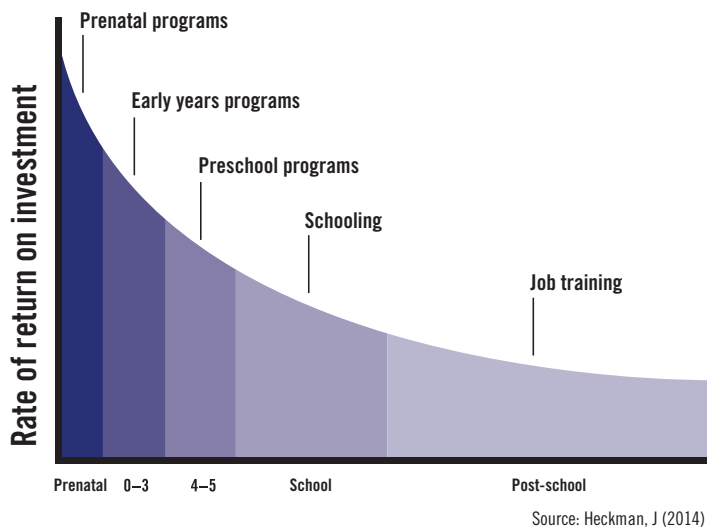 Prenatal programs
Early years programs
Preschool programs
Schooling
Job training
Rate of return on investment
Prenatal
0–3
4–5
School
Post-school
Source: Heckman, J (2014)